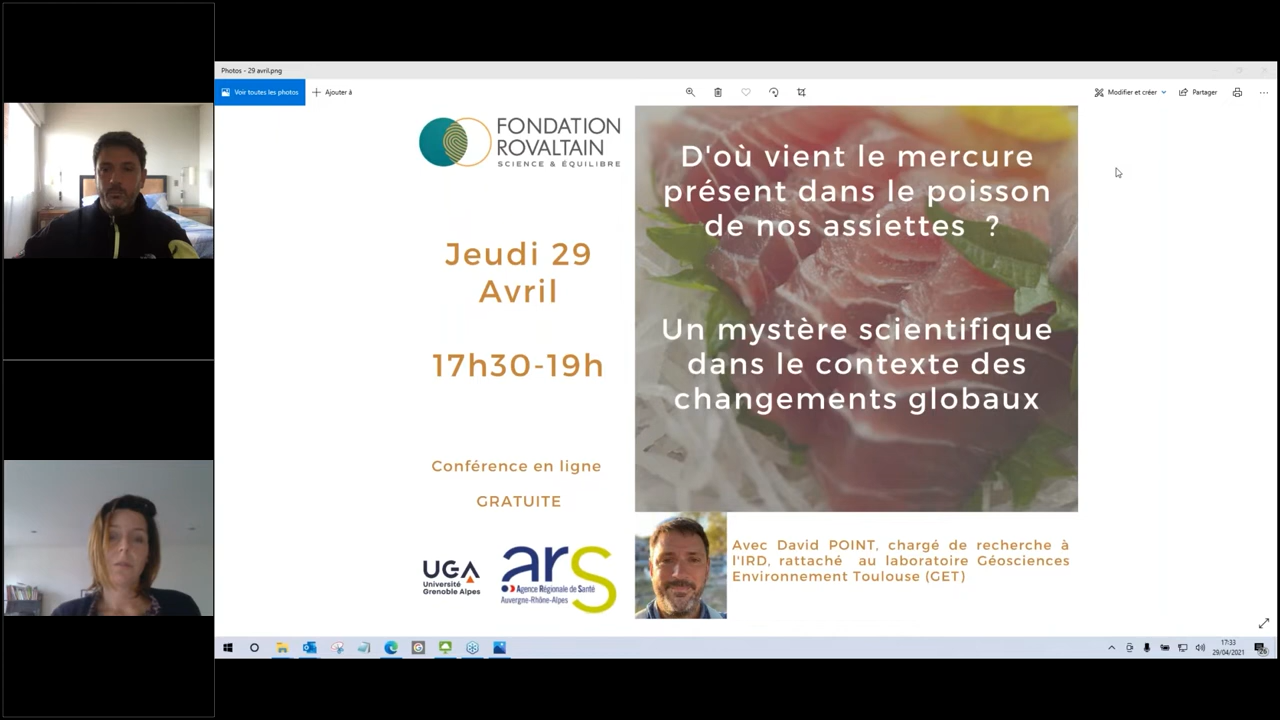 Photos - 29 avril.png
Voir toutes les photos
Ajouter à
Modifier et créer
Partager
FONDATION
ROVALTAIN
SCIENCE & ÉQUILIBRE
Jeudi 29
Avril
17h30-19h
Conférence en ligne
GRATUITE
UGA
Université
Grenoble Alpes
ars
Agence Régionale de Santé
Auvergne-Rhône-Alpes
D'où vient le mercure
présent dans le poisson
de nos assiettes ?
Un mystère scientifique
dans le contexte des
changements globaux
Avec David POINT, chargé de recherche à
l'IRD, rattaché au laboratoire Géosciences
Environnement Toulouse (GET)
17:33
29/04/2021